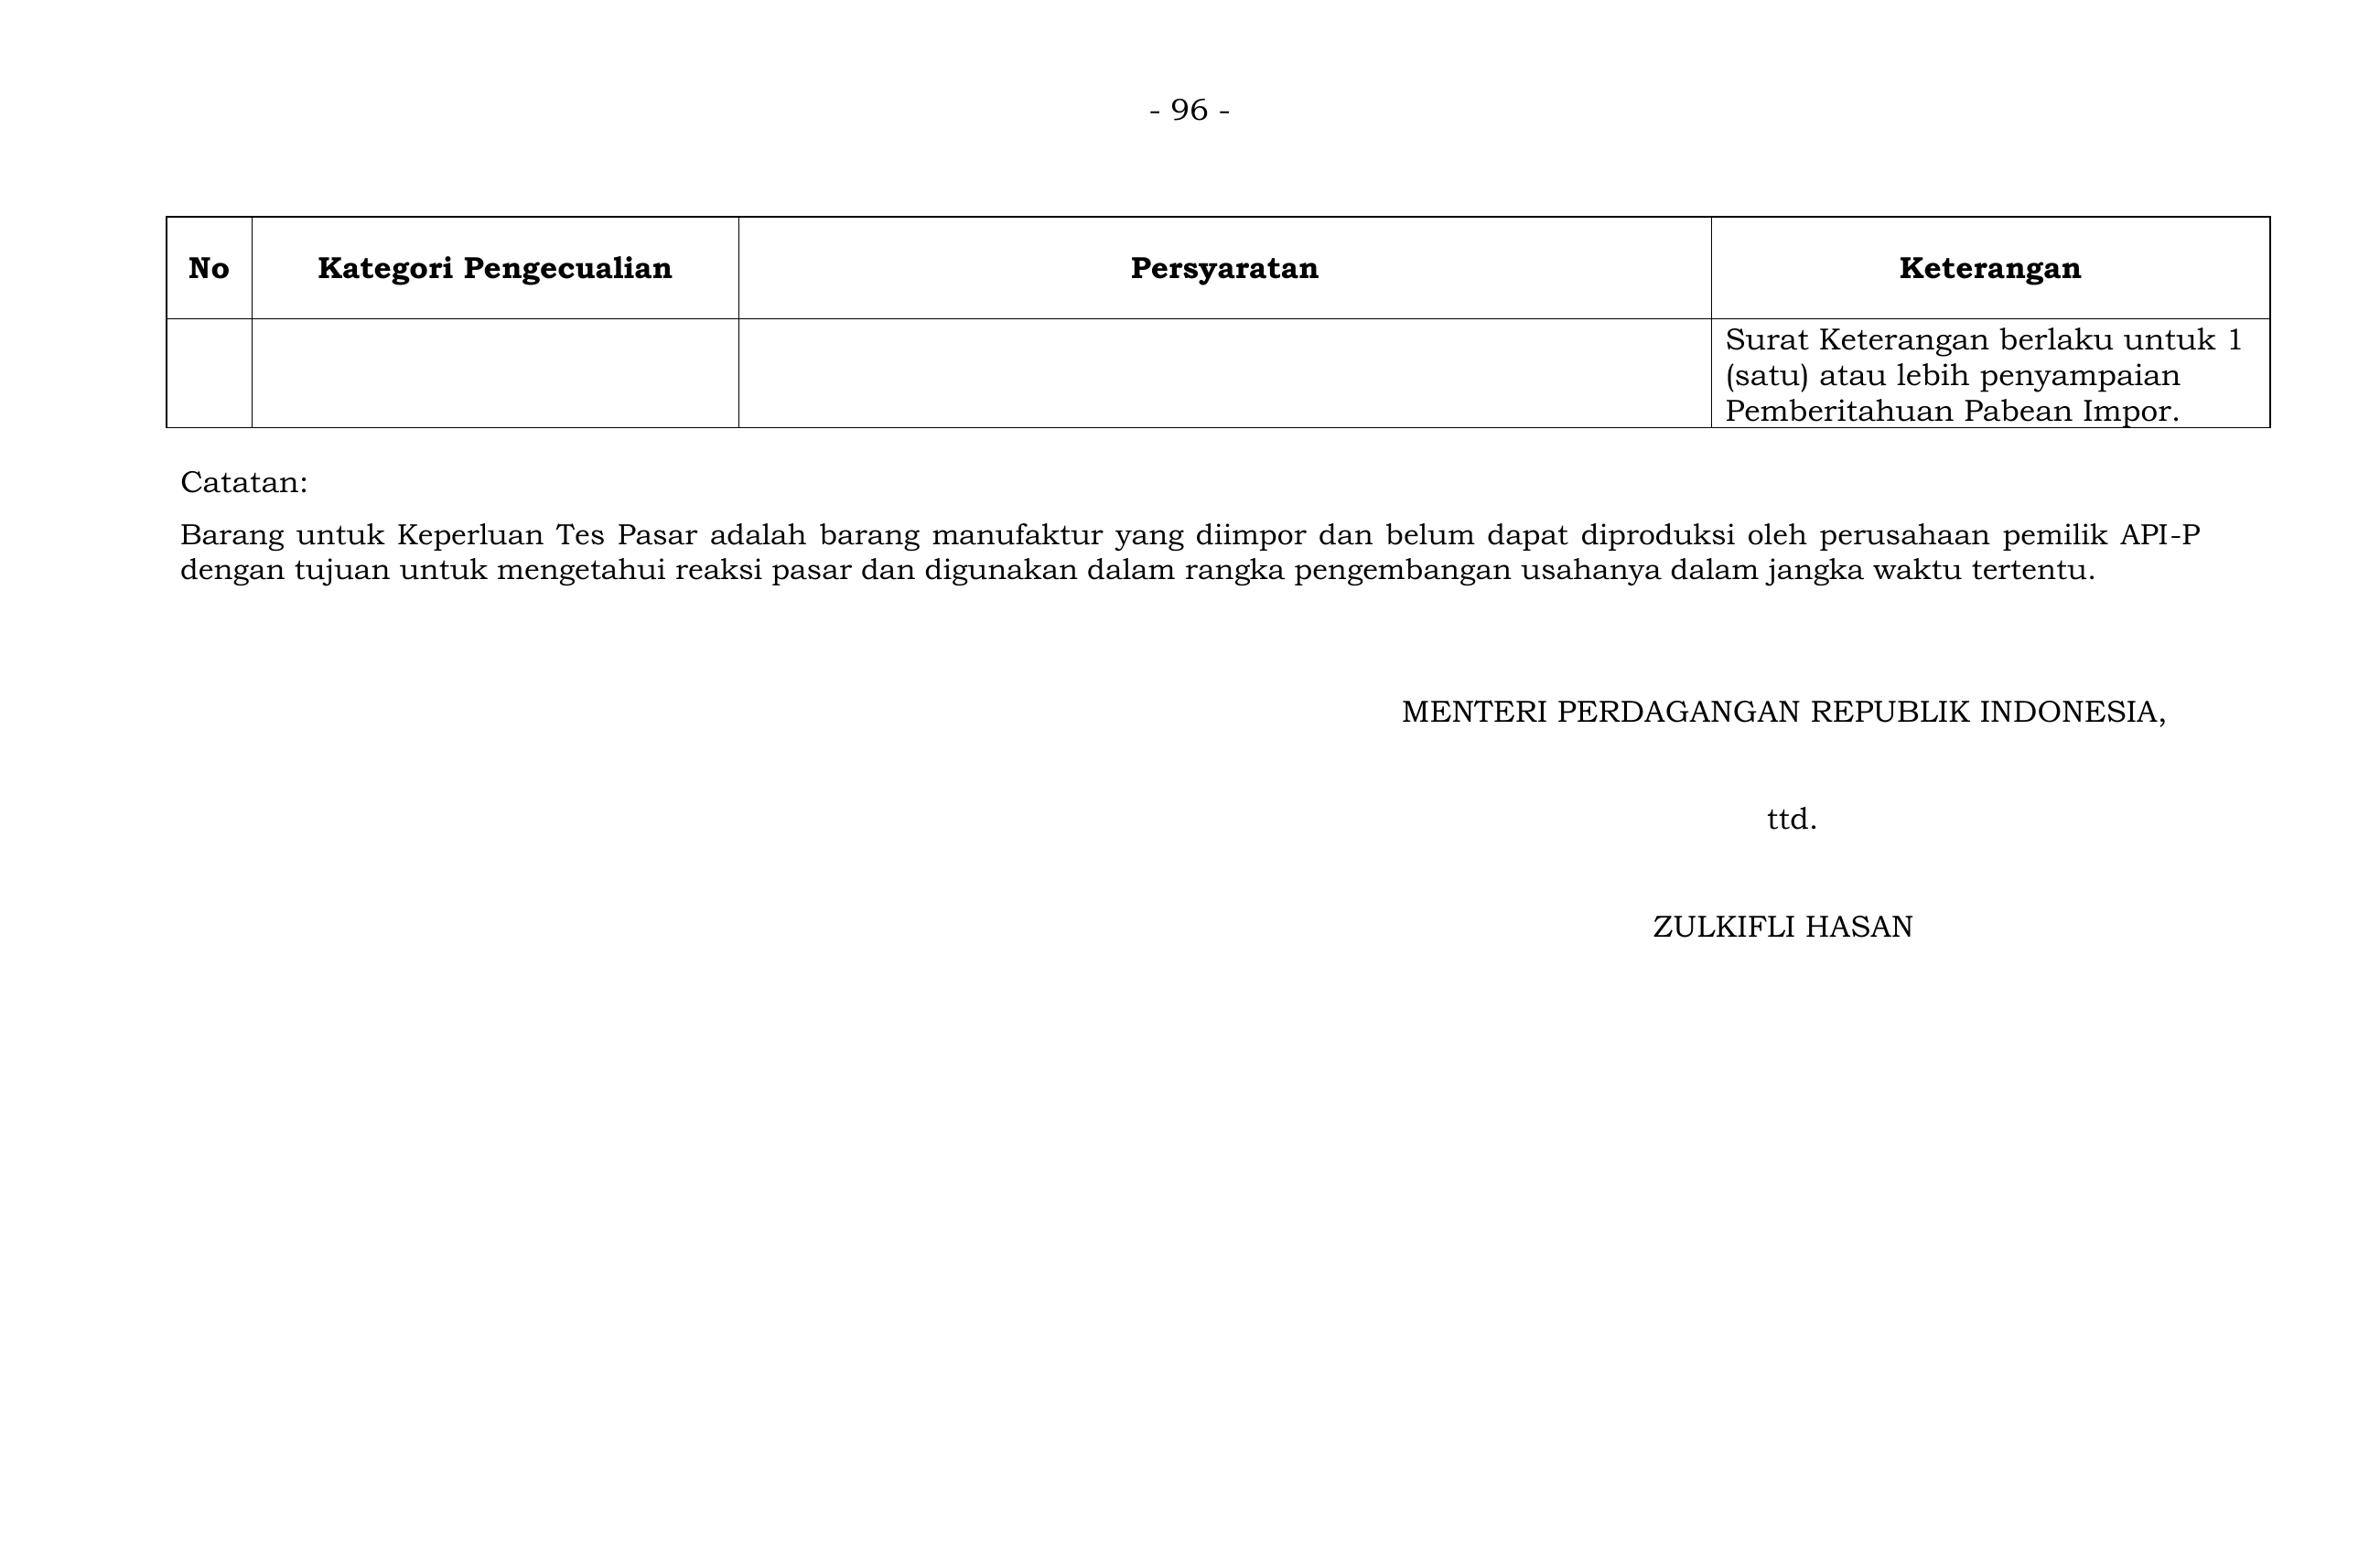 - 96 -
No
Kategori Pengecualian
Persyaratan
Keterangan
Surat Keterangan berlaku untuk 1
(satu) atau lebih penyampaian
Pemberitahuan Pabean Impor.
Catatan:
Barang untuk Keperluan Tes Pasar adalah barang manufaktur yang diimpor dan belum dapat diproduksi oleh perusahaan pemilik API-P
dengan tujuan untuk mengetahui reaksi pasar dan digunakan dalam rangka pengembangan usahanya dalam jangka waktu tertentu.
MENTERI PERDAGANGAN REPUBLIK INDONESIA,
ttd.
ZULKIFLI HASAN